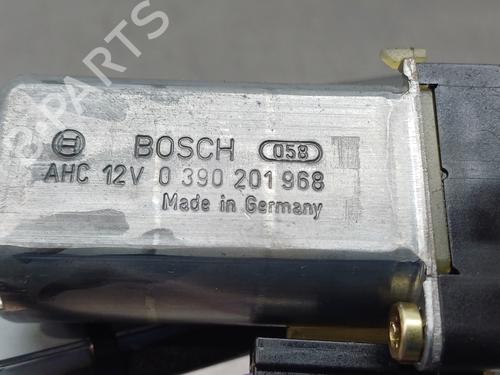 B-PARTS
BOSCH 058
AHC 12V 0 390 201 968
Made in Germany